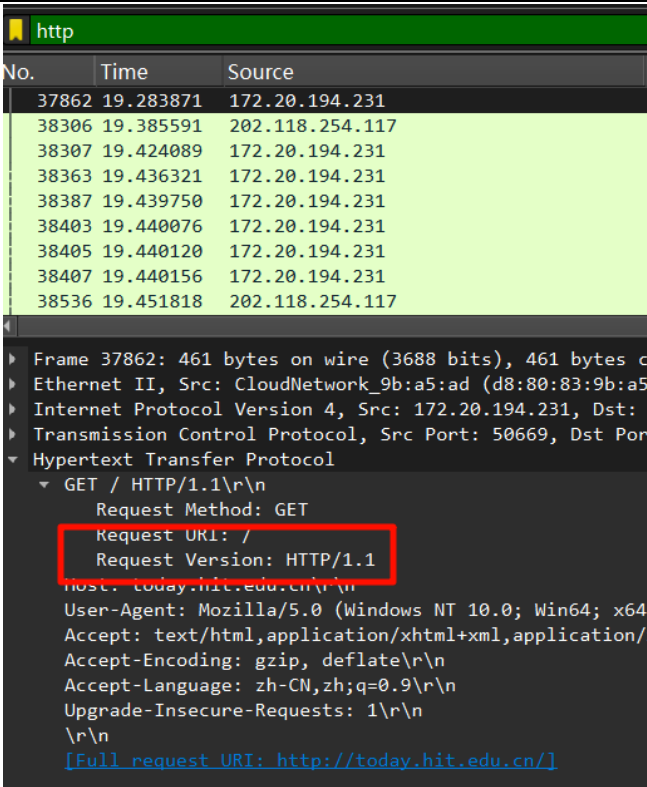 http
No. Time Source
37862 19.283871 172.20.194.231
38306 19.385591 202.118.254.117
38307 19.424089 172.20.194.231
38363 19.436321 172.20.194.231
38387 19.439750 172.20.194.231
38403 19.440076 172.20.194.231
38405 19.440120 172.20.194.231
38407 19.440156 172.20.194.231
38536 19.451818 202.118.254.117
Frame 37862: 461 bytes on wire (3688 bits), 461 bytes c
Ethernet II, Src: CloudNetwork_9b:a5:ad (d8:80:83:9b:a5
Internet Protocol Version 4, Src: 172.20.194.231, Dst:
Transmission Control Protocol, Src Port: 50669, Dst Por
Hypertext Transfer Protocol
GET / HTTP/1.1\r\n
Request Method: GET
Request URI: /
Request Version: HTTP/1.1
Host: today.hit.edu.cn\r\n
User-Agent: Mozilla/5.0 (Windows NT 10.0; Win64; x64
Accept: text/html,application/xhtml+xml,application/
Accept-Encoding: gzip, deflate\r\n
Accept-Language: zh-CN,zh;q=0.9\r\n
Upgrade-Insecure-Requests: 1\r\n
\r\n
[Full request URI: http://today.hit.edu.cn/]